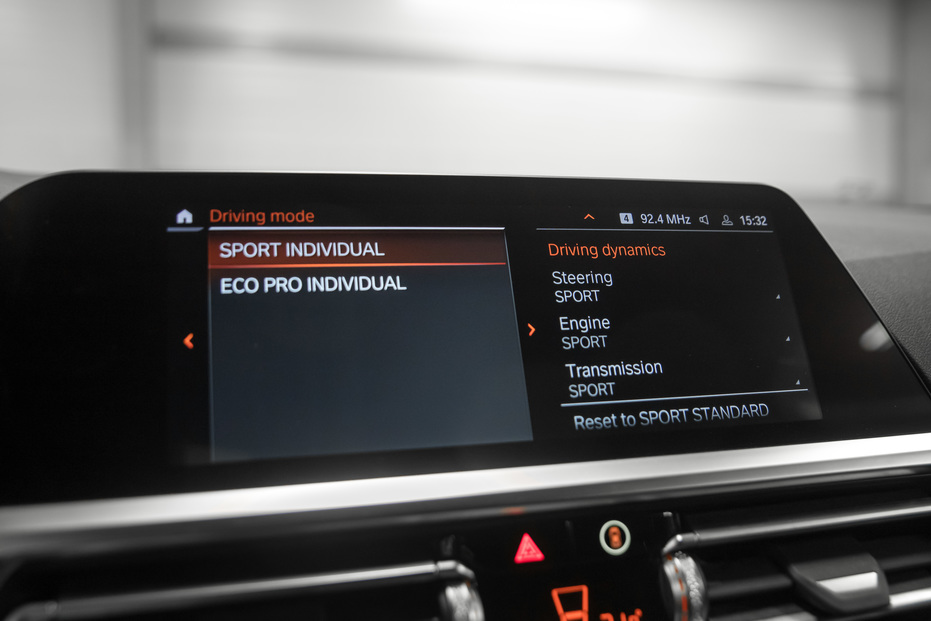 Driving mode
4 92.4 MHz 15:32
SPORT INDIVIDUAL
ECO PRO INDIVIDUAL
Driving dynamics
Steering
SPORT
Engine
SPORT
Transmission
SPORT
Reset to SPORT STANDARD